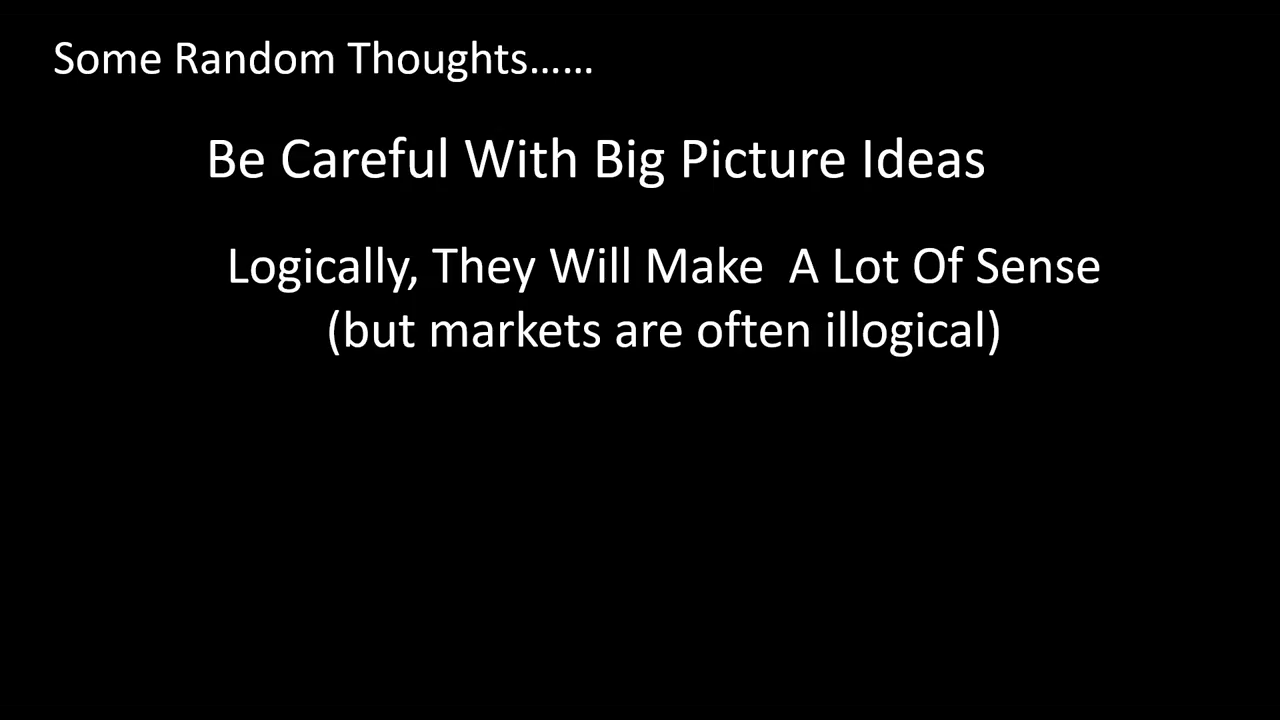 Some Random Thoughts……
Be Careful With Big Picture Ideas
Logically, They Will Make  A Lot Of Sense
(but markets are often illogical)